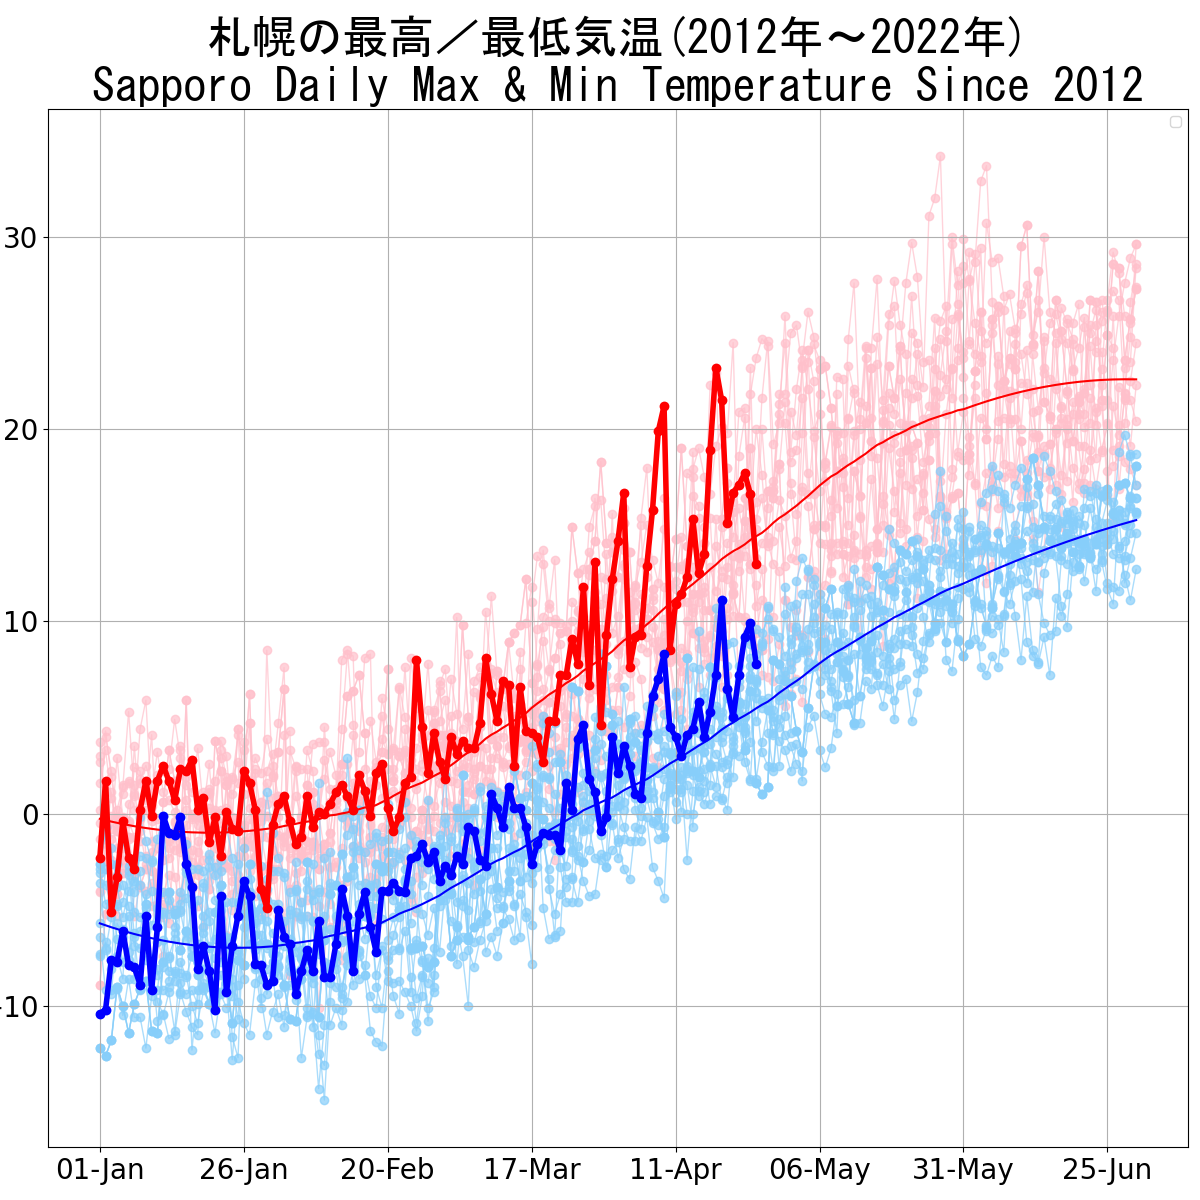 札幌の最高／最低気温(2012年～2022年)
Sapporo Daily Max & Min Temperature Since 2012
30
20
10
0
-10
01-Jan 26-Jan 20-Feb 17-Mar 11-Apr 06-May 31-May 25-Jun